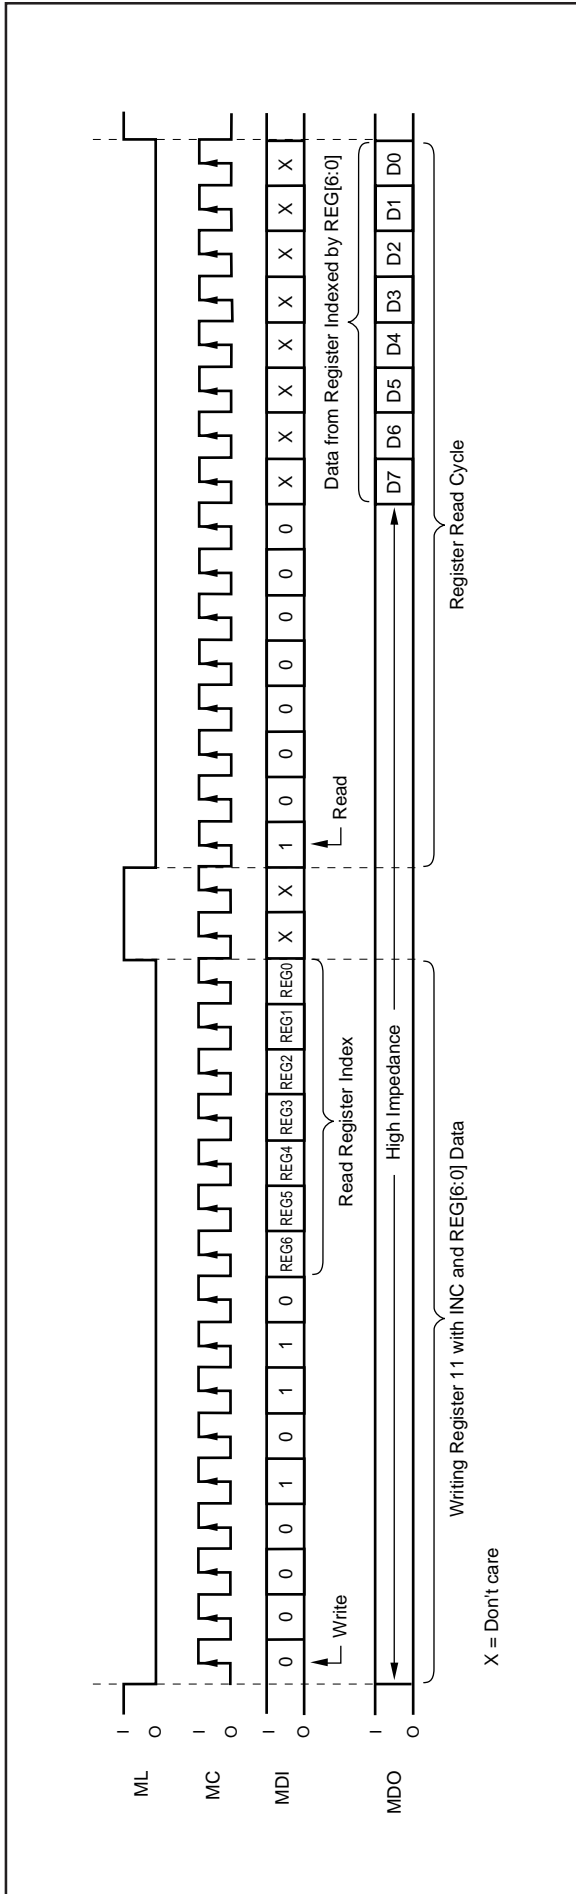 ML I O
MC I O
MDI I O 0 0 0 0 1 0 1 1 0 REG6 REG5 REG4 REG3 REG2 REG1 REG0 X X 1 0 0 0 0 0 0 0 X X X X X X X X
Write
Read Register Index
Read
Data from Register Indexed by REG[6:0]
MDO I O High Impedance D7 D6 D5 D4 D3 D2 D1 D0
Writing Register 11 with INC and REG[6:0] Data
Register Read Cycle
X = Don't care